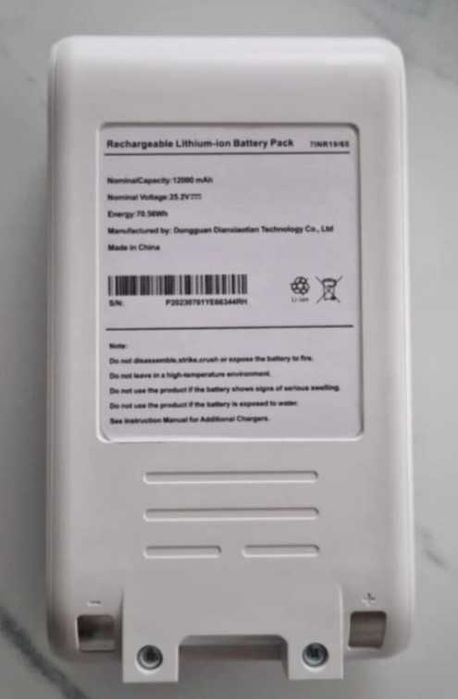 Rechargeable Lithium-ion Battery Pack 7INR19/65
NominalCapacity:12000 mAh
Nominal Voltage:25.2V
Energy:70.56Wh
Manufactured by: Dongguan Dianxiaotian Technology Co., Ltd
Made in China
Li-ion
S/N: P20230701YE66344RH
Note:
Do not disassemble,strike,crush or expose the battery to fire.
Do not leave in a high-temperature environment.
Do not use the product if the battery shows signs of serious swelling.
Do not use the product if the battery is exposed to water.
See Instruction Manual for Additional Chargers.
− +